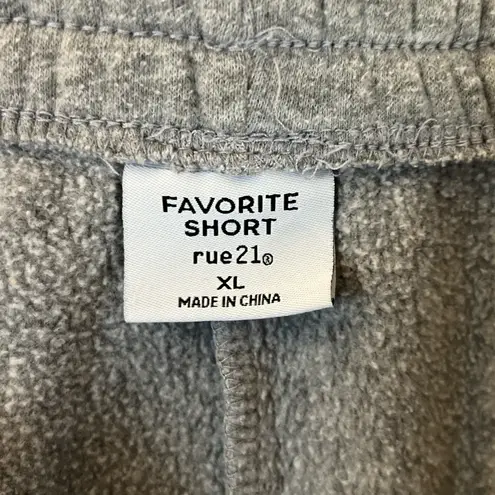 FAVORITE
SHORT
rue21®
XL
MADE IN CHINA